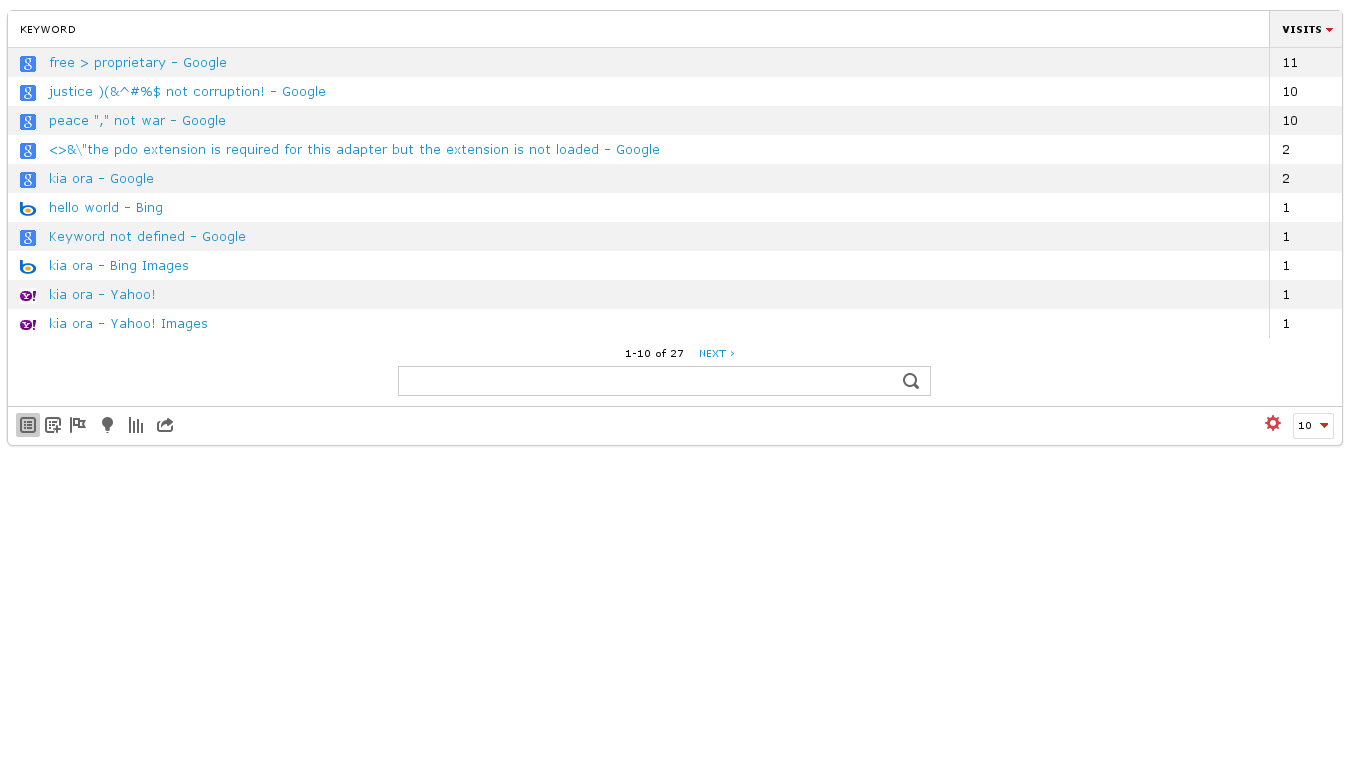 KEYWORD VISITS
free > proprietary - Google 11
justice )(&^#%$ not corruption! - Google 10
peace "," not war - Google 10
<>&\"the pdo extension is required for this adapter but the extension is not loaded - Google 2
kia ora - Google 2
hello world - Bing 1
Keyword not defined - Google 1
kia ora - Bing Images 1
kia ora - Yahoo! 1
kia ora - Yahoo! Images 1
1-10 of 27 NEXT ›
10